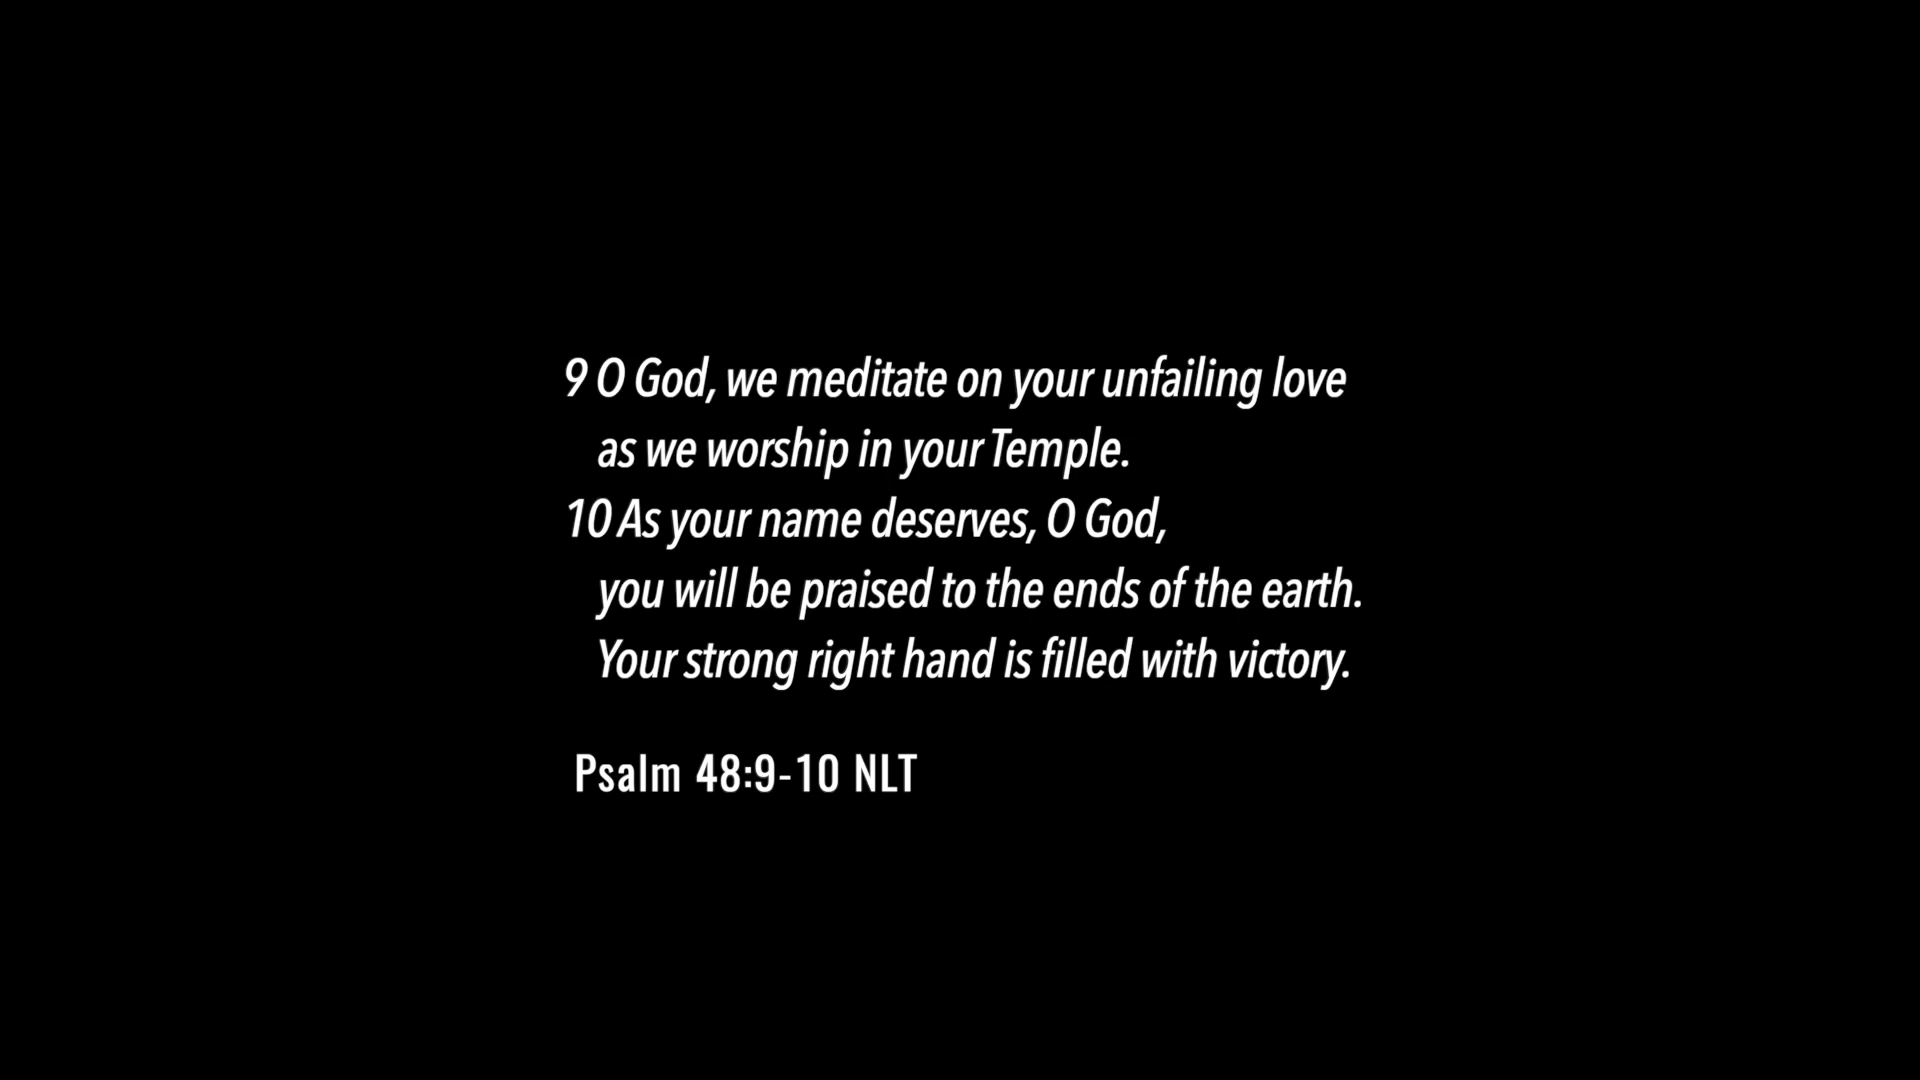 9 O God, we meditate on your unfailing love
as we worship in your Temple.
10 As your name deserves, O God,
you will be praised to the ends of the earth.
Your strong right hand is filled with victory.
Psalm 48:9-10 NLT